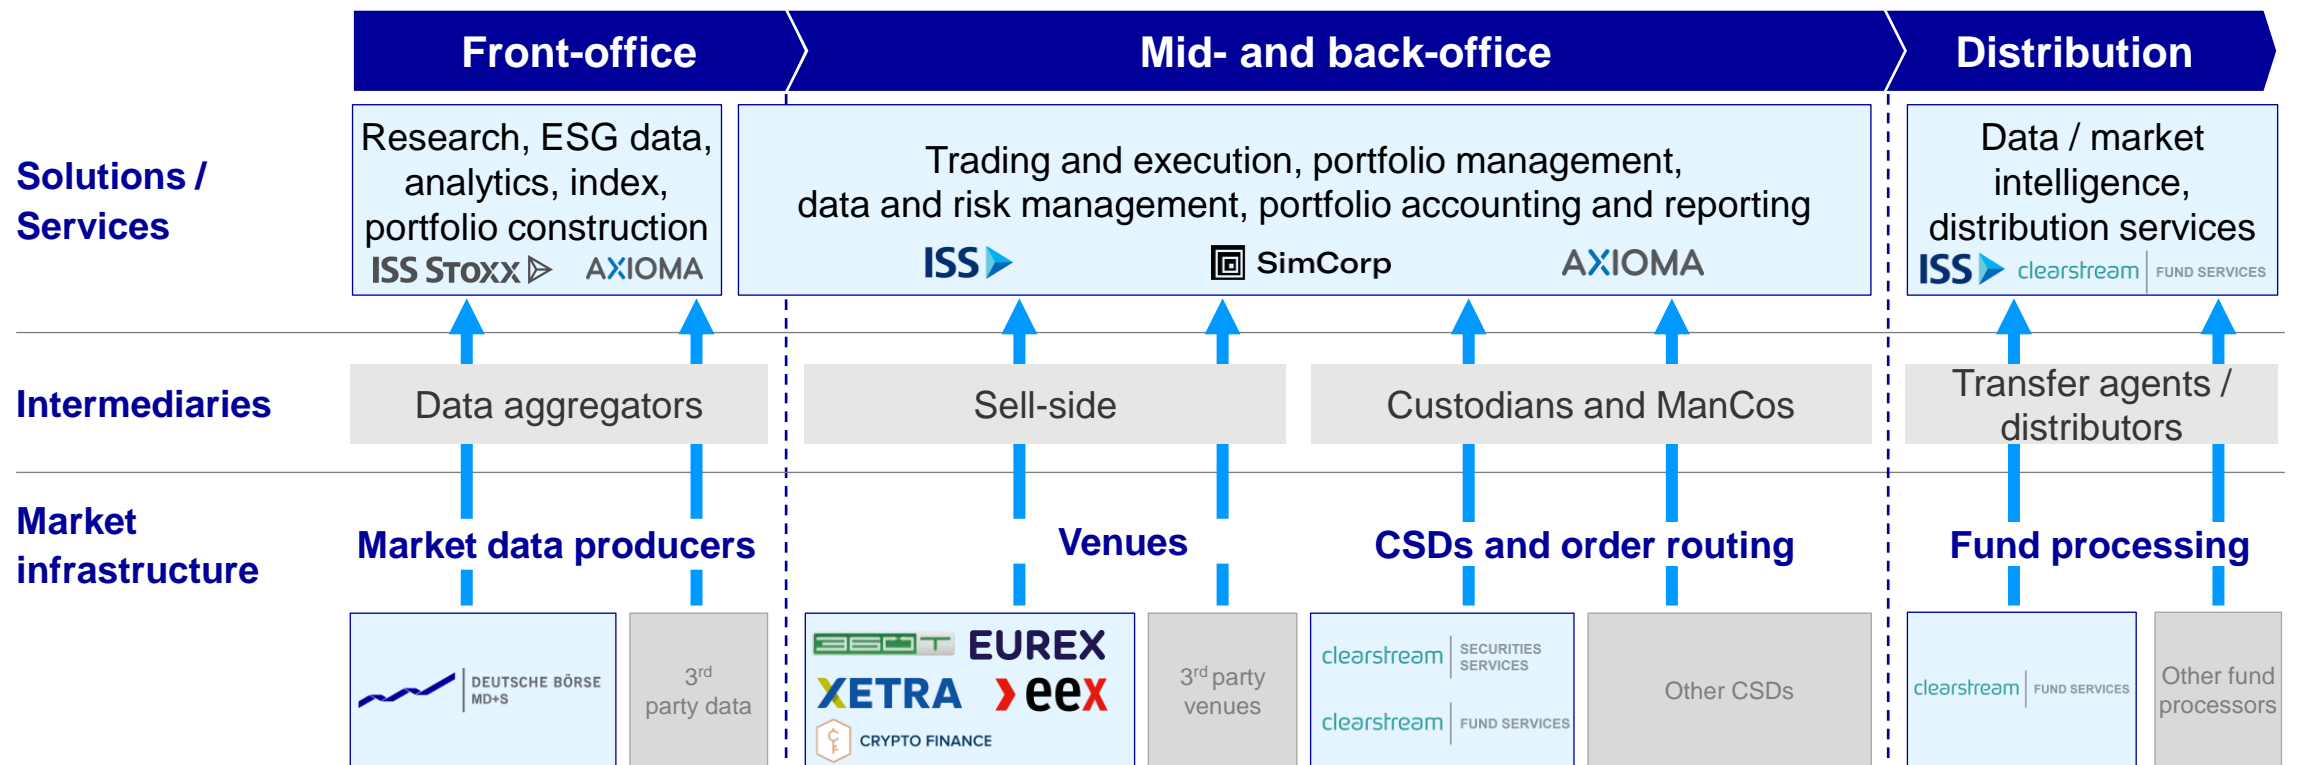 Front-office
Mid- and back-office
Distribution
Solutions /
Services
Research, ESG data,
analytics, index,
portfolio construction
ISS STOXX AXIOMA
Trading and execution, portfolio management,
data and risk management, portfolio accounting and reporting
ISS SimCorp AXIOMA
Data / market
intelligence,
distribution services
ISS clearstream FUND SERVICES
Intermediaries
Data aggregators
Sell-side
Custodians and ManCos
Transfer agents /
distributors
Market
infrastructure
Market data producers
Venues
CSDs and order routing
Fund processing
DEUTSCHE BÖRSE
MD+S
3rd
party data
360T EUREX
XETRA eex
CRYPTO FINANCE
3rd party
venues
clearstream SECURITIES
SERVICES
clearstream FUND SERVICES
Other CSDs
clearstream FUND SERVICES
Other fund
processors